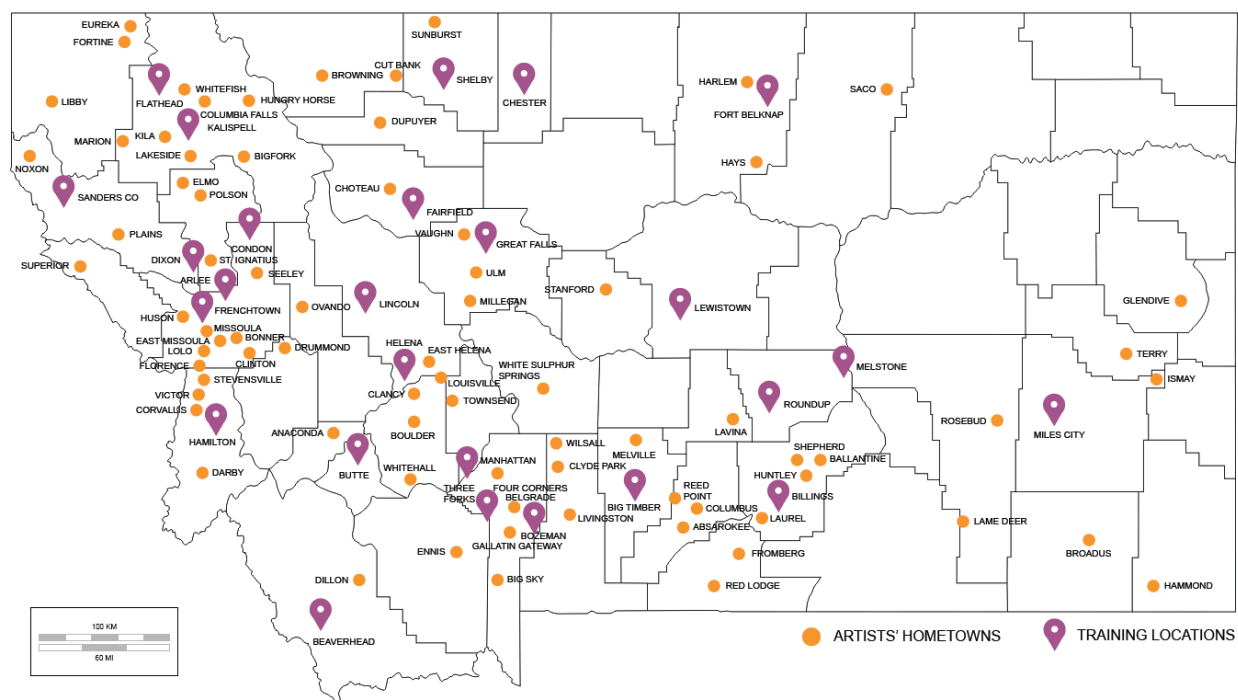 EUREKA
FORTINE
SUNBURST
CUT BANK
BROWNING
SHELBY
CHESTER
HARLEM
FORT BELKNAP
SACO
LIBBY
FLATHEAD
WHITEFISH
HUNGRY HORSE
COLUMBIA FALLS
KALISPELL
DUPUYER
MARION
KILA
LAKESIDE
BIGFORK
HAYS
NOXON
SANDERS CO
ELMO
POLSON
CHOTEAU
FAIRFIELD
PLAINS
CONDON
VAUGHN
GREAT FALLS
SUPERIOR
DIXON
ST IGNATIUS
ARLEE
SEELEY
ULM
STANFORD
HUSON
FRENCHTOWN
OVANDO
LINCOLN
MILLEGAN
LEWISTOWN
GLENDIVE
MISSOULA
EAST MISSOULA
BONNER
LOLO
CLINTON
DRUMMOND
HELENA
EAST HELENA
WHITE SULPHUR
SPRINGS
MELSTONE
TERRY
ISMAY
FLORENCE
STEVENSVILLE
VICTOR
CORVALLIS
HAMILTON
LOUISVILLE
CLANCY
TOWNSEND
ROUNDUP
LAVINA
ROSEBUD
MILES CITY
ANACONDA
BOULDER
BUTTE
WILSALL
MELVILLE
SHEPHERD
BALLANTINE
DARBY
WHITEHALL
MANHATTAN
CLYDE PARK
HUNTLEY
THREE
FORKS
FOUR CORNERS
BELGRADE
BIG TIMBER
REED
POINT
COLUMBUS
BILLINGS
LAUREL
LIVINGSTON
BOZEMAN
GALLATIN GATEWAY
ABSAROKEE
LAME DEER
BROADUS
ENNIS
FROMBERG
DILLON
BIG SKY
RED LODGE
HAMMOND
BEAVERHEAD
100 KM
60 MI
ARTISTS' HOMETOWNS
TRAINING LOCATIONS